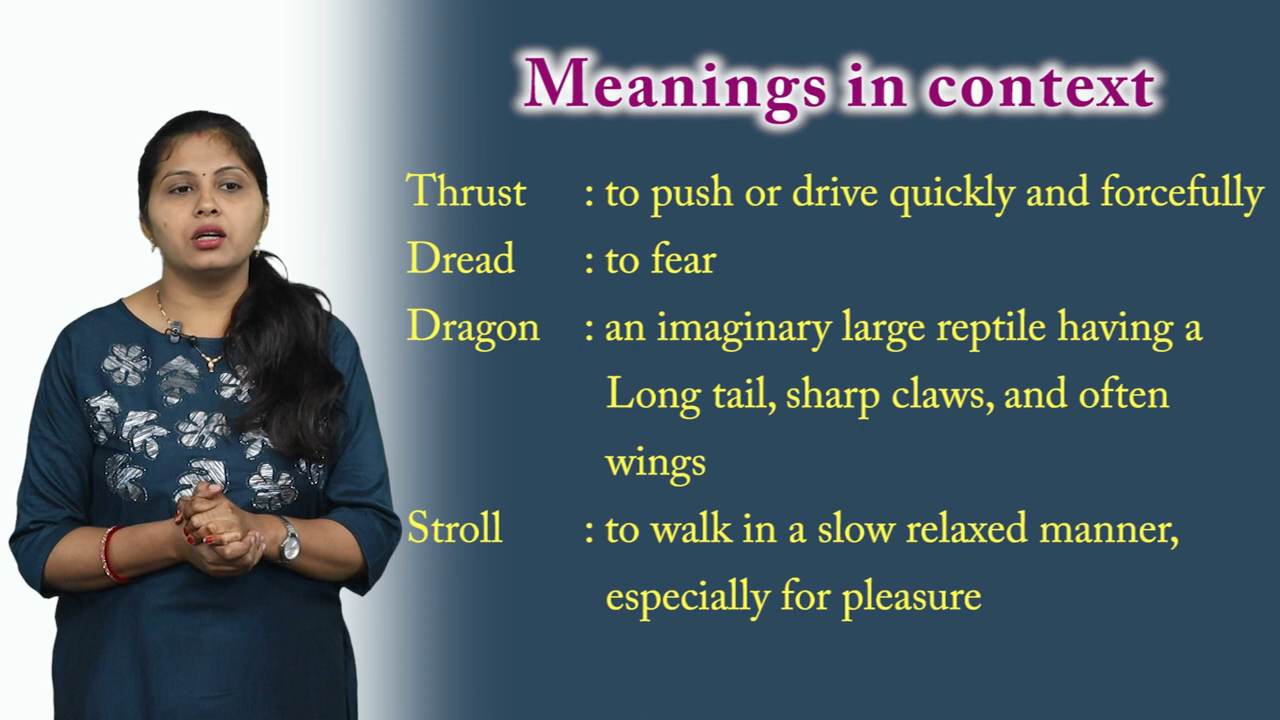 Meanings in context
Thrust : to push or drive quickly and forcefully
Dread : to fear
Dragon : an imaginary large reptile having a
Long tail, sharp claws, and often
wings
Stroll : to walk in a slow relaxed manner,
especially for pleasure